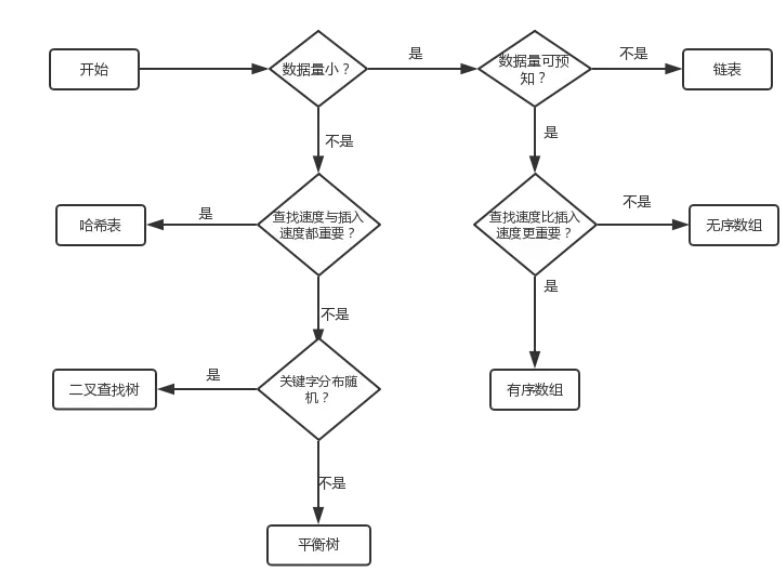 开始
数据量小？
是
数据量可预
知？
不是
链表
不是
是
哈希表
是
查找速度与插入
速度都重要？
查找速度比插入
速度更重要？
不是
无序数组
不是
是
二叉查找树
是
关键字分布随
机？
有序数组
不是
平衡树